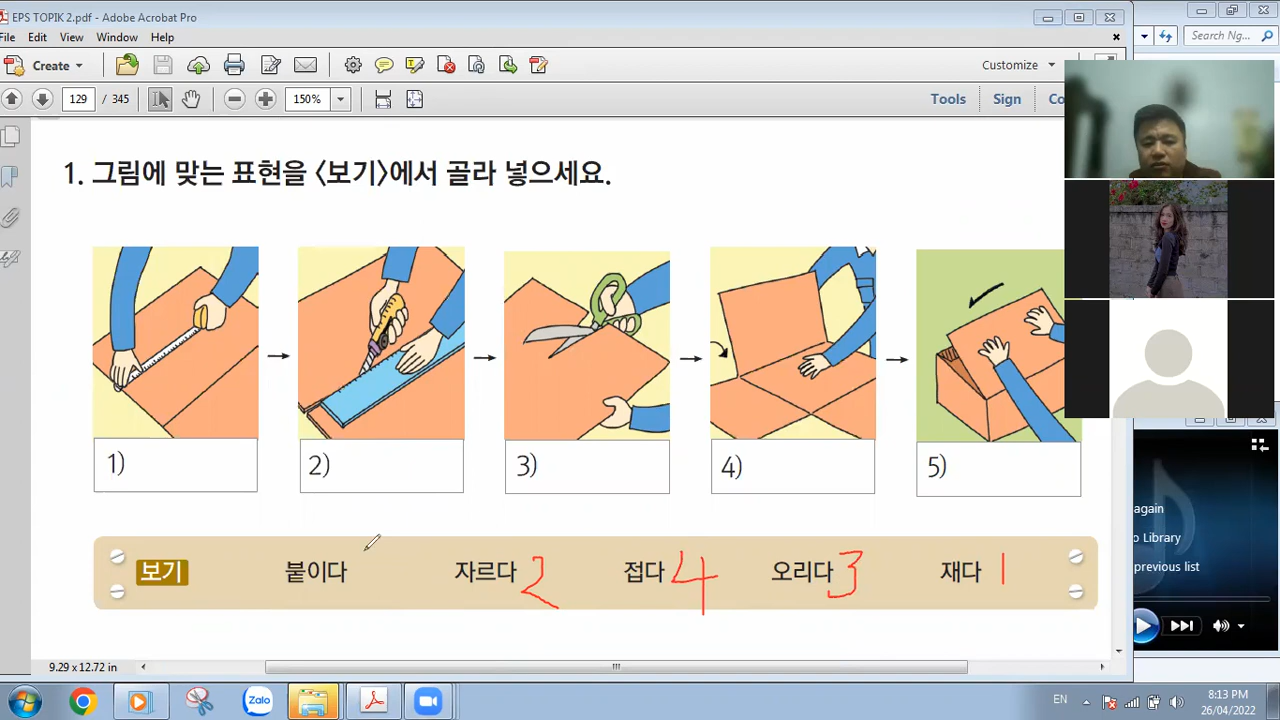 EPS TOPIK 2.pdf - Adobe Acrobat Pro
File Edit View Window Help
Search Ng...
Create
Customize
129 / 345
150%
Tools Sign Co
1. 그림에 맞는 표현을 〈보기〉에서 골라 넣으세요.
1) 2) 3) 4) 5)
보기 붙이다 자르다 2 접다 4 오리다 3 재다 1
again
o Library
previous list
9.29 x 12.72 in
Zalo
EN
8:13 PM
26/04/2022